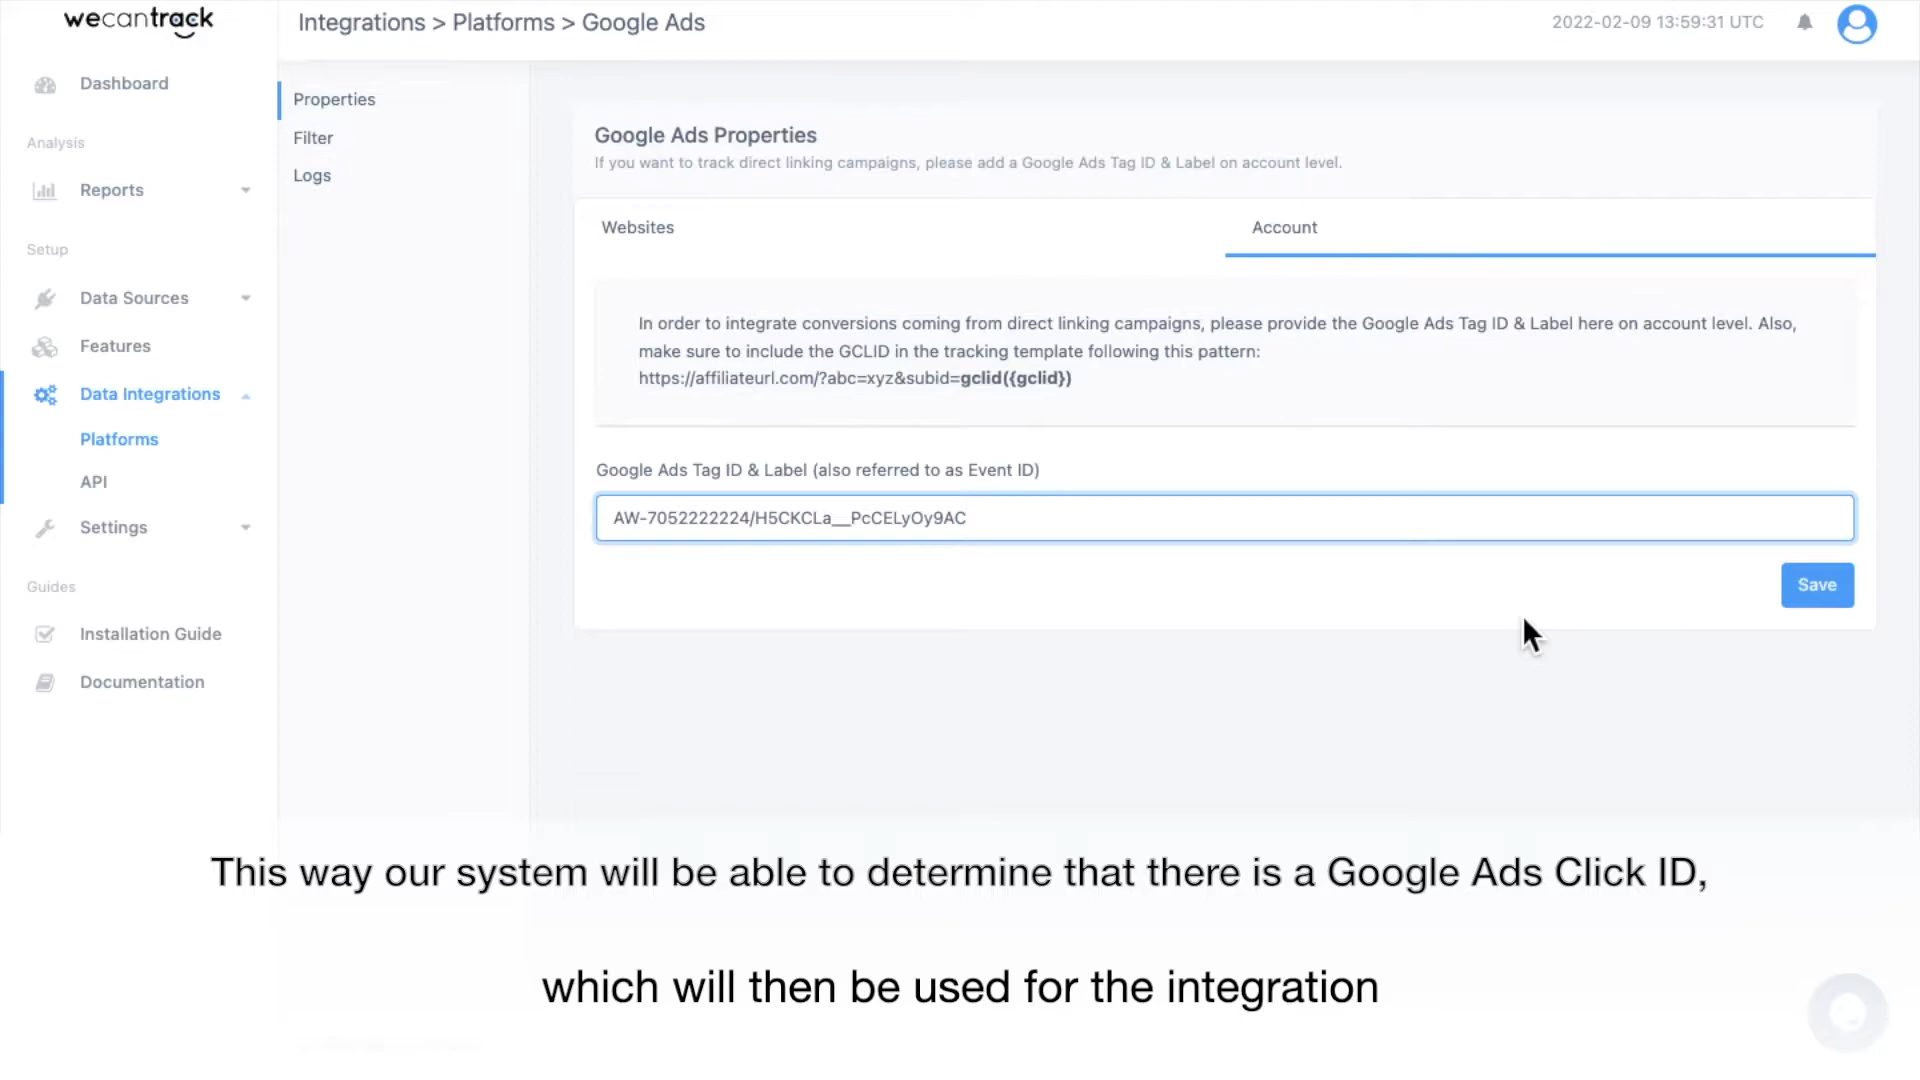 wecantrack
Integrations > Platforms > Google Ads
2022-02-09 13:59:31 UTC
Dashboard
Analysis
Reports
Setup
Data Sources
Features
Data Integrations
Platforms
API
Settings
Guides
Installation Guide
Documentation
Properties
Filter
Logs
Google Ads Properties
If you want to track direct linking campaigns, please add a Google Ads Tag ID & Label on account level.
Websites
Account
In order to integrate conversions coming from direct linking campaigns, please provide the Google Ads Tag ID & Label here on account level. Also,
make sure to include the GCLID in the tracking template following this pattern:
https://affiliateurl.com/?abc=xyz&subid=gclid({gclid})
Google Ads Tag ID & Label (also referred to as Event ID)
AW-7052222224/H5CKCLa__PcCELyOy9AC
Save
This way our system will be able to determine that there is a Google Ads Click ID,
which will then be used for the integration